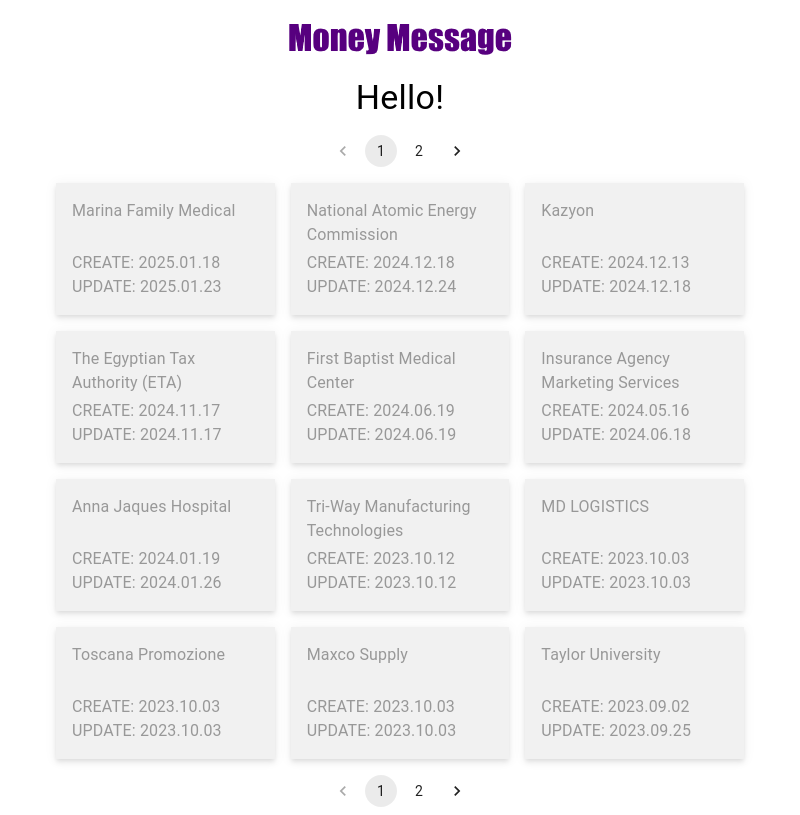 Money Message
Hello!
1 2
Marina Family Medical
CREATE: 2025.01.18
UPDATE: 2025.01.23
National Atomic Energy
Commission
CREATE: 2024.12.18
UPDATE: 2024.12.24
Kazyon
CREATE: 2024.12.13
UPDATE: 2024.12.18
The Egyptian Tax
Authority (ETA)
CREATE: 2024.11.17
UPDATE: 2024.11.17
First Baptist Medical
Center
CREATE: 2024.06.19
UPDATE: 2024.06.19
Insurance Agency
Marketing Services
CREATE: 2024.05.16
UPDATE: 2024.06.18
Anna Jaques Hospital
CREATE: 2024.01.19
UPDATE: 2024.01.26
Tri-Way Manufacturing
Technologies
CREATE: 2023.10.12
UPDATE: 2023.10.12
MD LOGISTICS
CREATE: 2023.10.03
UPDATE: 2023.10.03
Toscana Promozione
CREATE: 2023.10.03
UPDATE: 2023.10.03
Maxco Supply
CREATE: 2023.10.03
UPDATE: 2023.10.03
Taylor University
CREATE: 2023.09.02
UPDATE: 2023.09.25
1 2